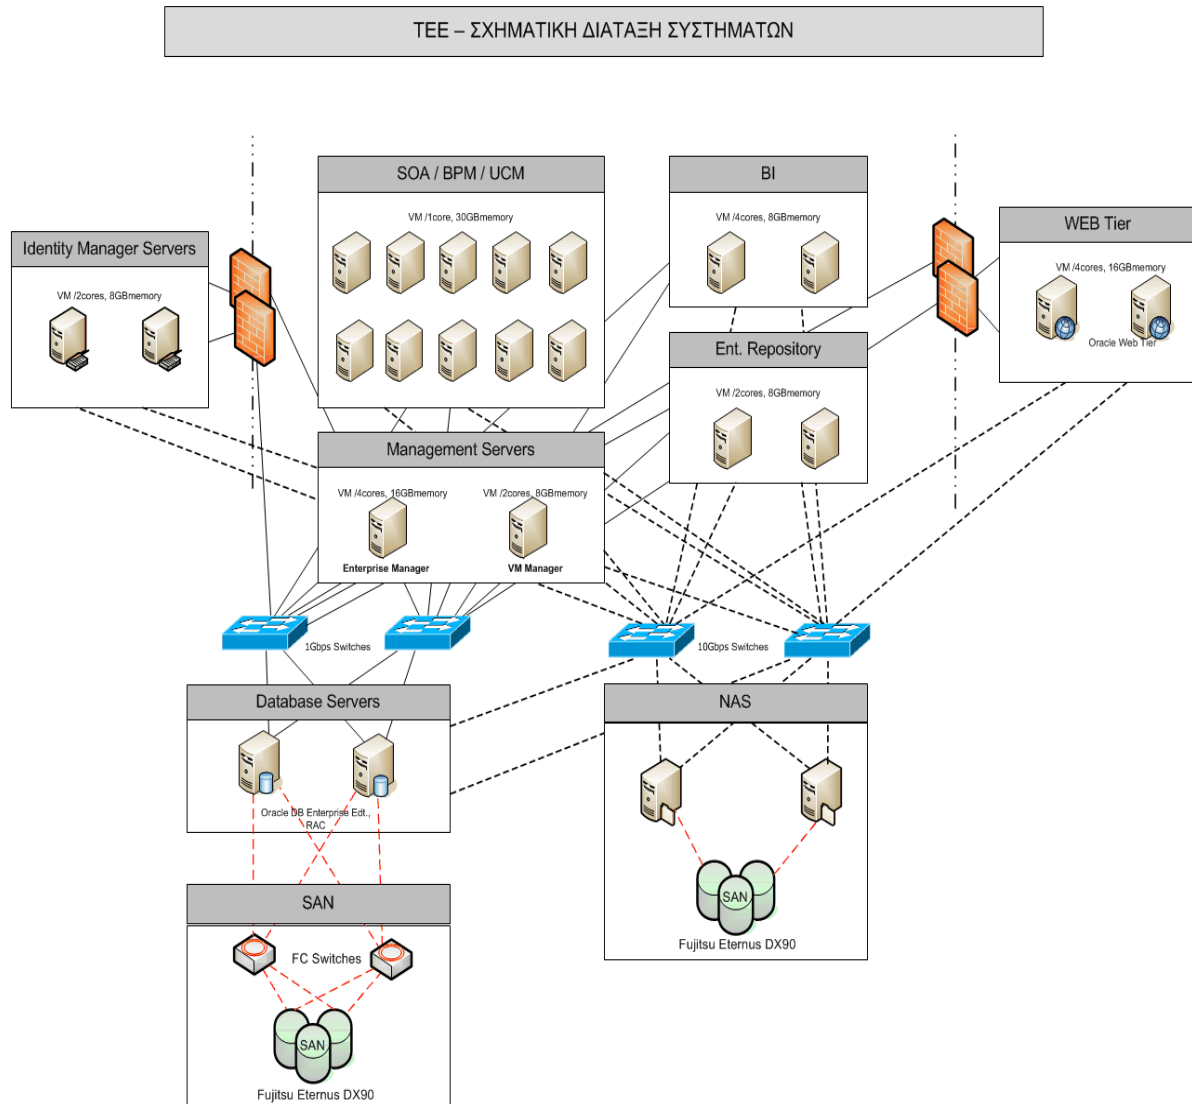 ΤΕΕ – ΣΧΗΜΑΤΙΚΗ ΔΙΑΤΑΞΗ ΣΥΣΤΗΜΑΤΩΝ
SOA / BPM / UCM
VM /1core, 30GBmemory
BI
VM /4cores, 8GBmemory
WEB Tier
VM /4cores, 16GBmemory
Oracle Web Tier
Identity Manager Servers
VM /2cores, 8GBmemory
Ent. Repository
VM /2cores, 8GBmemory
Management Servers
VM /4cores, 16GBmemory
VM /2cores, 8GBmemory
Enterprise Manager
VM Manager
1Gbps Switches
10Gbps Switches
Database Servers
Oracle DB Enterprise Edt.,
RAC
NAS
SAN
Fujitsu Eternus DX90
SAN
FC Switches
SAN
Fujitsu Eternus DX90